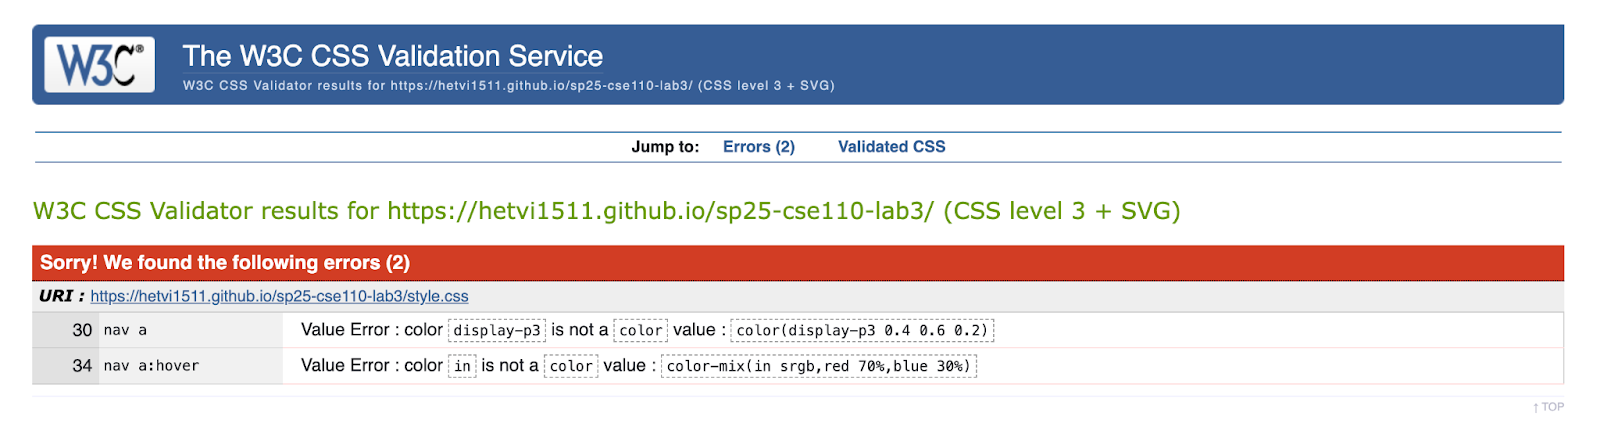 W3C®
The W3C CSS Validation Service
W3C CSS Validator results for https://hetvi1511.github.io/sp25-cse110-lab3/ (CSS level 3 + SVG)
Jump to: Errors (2) Validated CSS
W3C CSS Validator results for https://hetvi1511.github.io/sp25-cse110-lab3/ (CSS level 3 + SVG)
Sorry! We found the following errors (2)
URI : https://hetvi1511.github.io/sp25-cse110-lab3/style.css
30 nav a Value Error : color display-p3 is not a color value : color(display-p3 0.4 0.6 0.2)
34 nav a:hover Value Error : color in is not a color value : color-mix(in srgb,red 70%,blue 30%)
↑ TOP